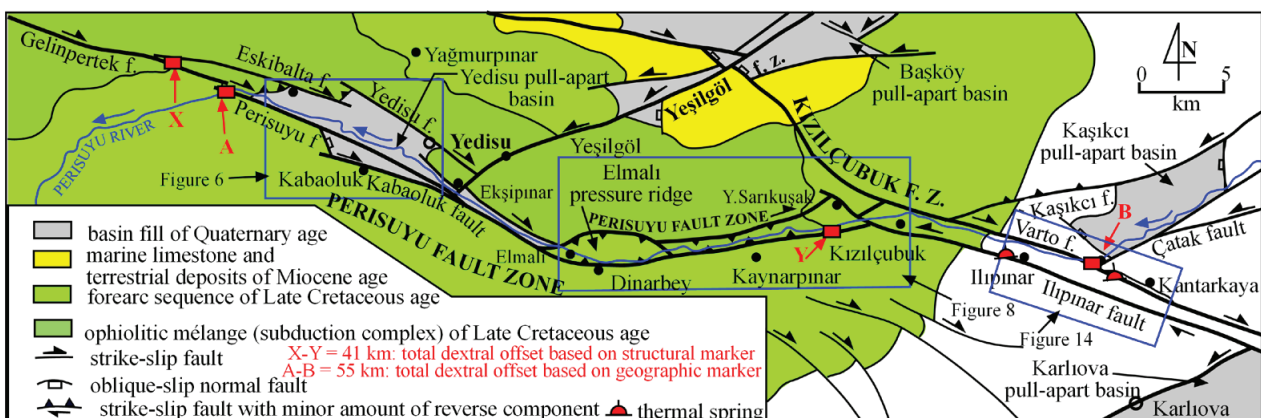 Gelinpertek f.
Eskibalta f.
Yağmurpınar
Yedisu pull-apart
basin
Yeşilgöl
f. z.
Başköy
pull-apart basin
N
0 5
km
X
A
Perisuyu f
Yedisu f.
Yedisu
Yeşilgöl
KIZILÇUBUK F. Z.
Kaşıkcı
pull-apart basin
PERISUYU RIVER
Figure 6
Kabaoluk
Kabaoluk fault
Ekşipınar
Elmalı
pressure ridge
Y.Sarıkuşak
PERISUYU FAULT ZONE
Kaşıkcı f.
B
Varto f.
Çatak fault
PERISUYU FAULT ZONE
Elmalı
Dinarbey
Y
Kaynarpınar
Kızılçubuk
Ilıpınar
Kantarkaya
Ilıpınar fault
Figure 8
Figure 14
Karlıova
pull-apart basin
Karlıova
basin fill of Quaternary age
marine limestone and
terrestrial deposits of Miocene age
forearc sequence of Late Cretaceous age
ophiolitic mélange (subduction complex) of Late Cretaceous age
strike-slip fault
X-Y = 41 km: total dextral offset based on structural marker
A-B = 55 km: total dextral offset based on geographic marker
oblique-slip normal fault
strike-slip fault with minor amount of reverse component
thermal spring